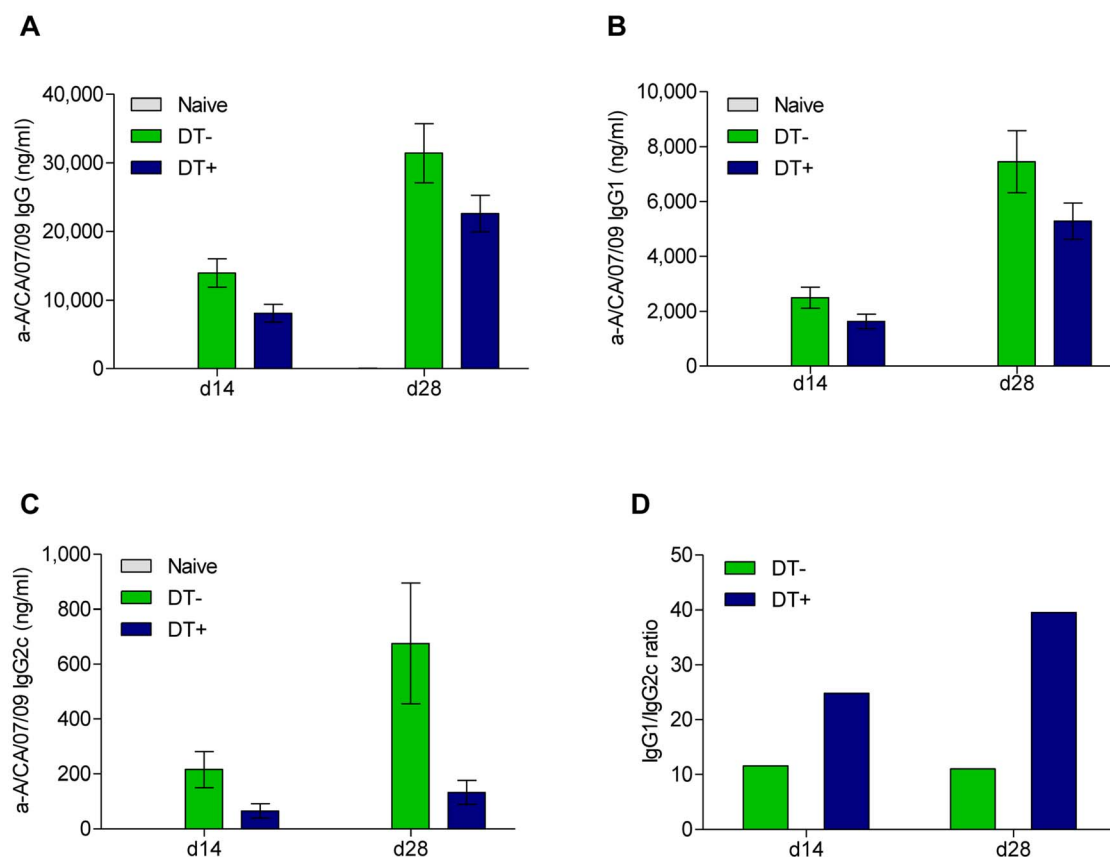 A
a-A/CA/07/09 IgG (ng/ml)
40,000
30,000
20,000
10,000
0
Naive
DT-
DT+
d14
d28
B
a-A/CA/07/09 IgG1 (ng/ml)
10,000
8,000
6,000
4,000
2,000
0
Naive
DT-
DT+
d14
d28
C
a-A/CA/07/09 IgG2c (ng/ml)
1,000
800
600
400
200
0
Naive
DT-
DT+
d14
d28
D
IgG1/IgG2c ratio
50
40
30
20
10
0
DT-
DT+
d14
d28